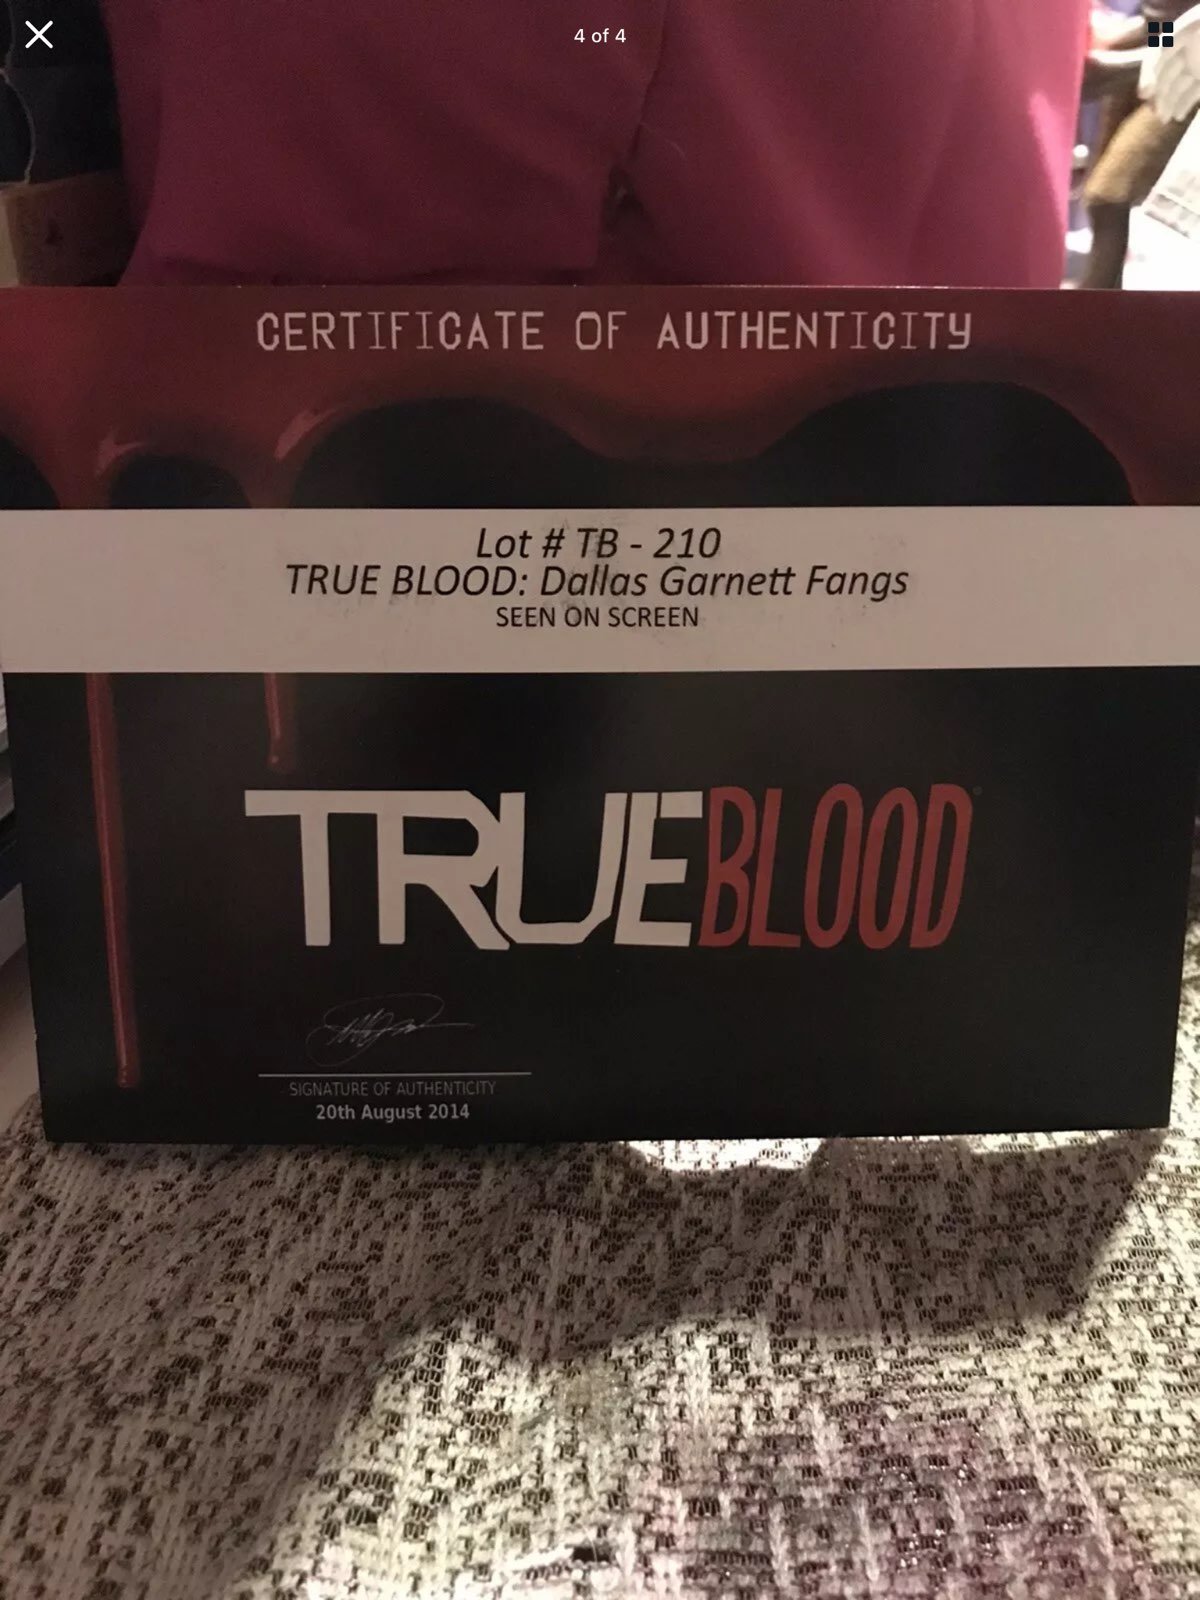 4 of 4
CERTIFICATE OF AUTHENTICITY
Lot # TB - 210
TRUE BLOOD: Dallas Garnett Fangs
SEEN ON SCREEN
TRUEBLOOD
SIGNATURE OF AUTHENTICITY
20th August 2014